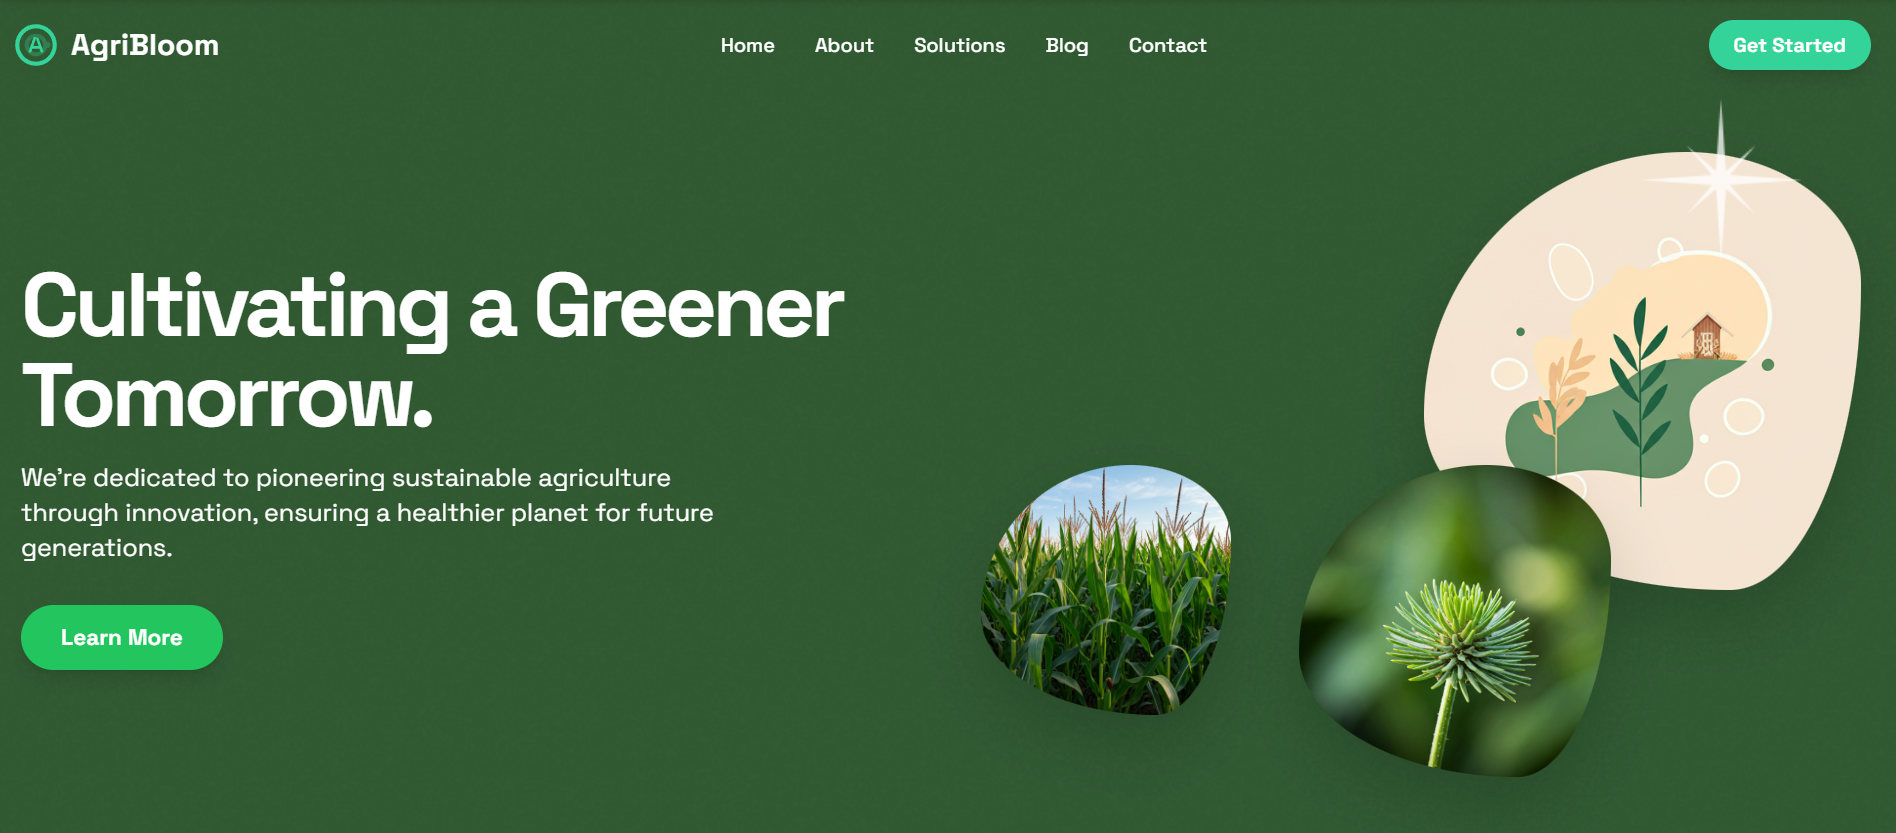 A AgriBloom
Home About Solutions Blog Contact
Get Started
Cultivating a Greener
Tomorrow.
We’re dedicated to pioneering sustainable agriculture
through innovation, ensuring a healthier planet for future
generations.
Learn More